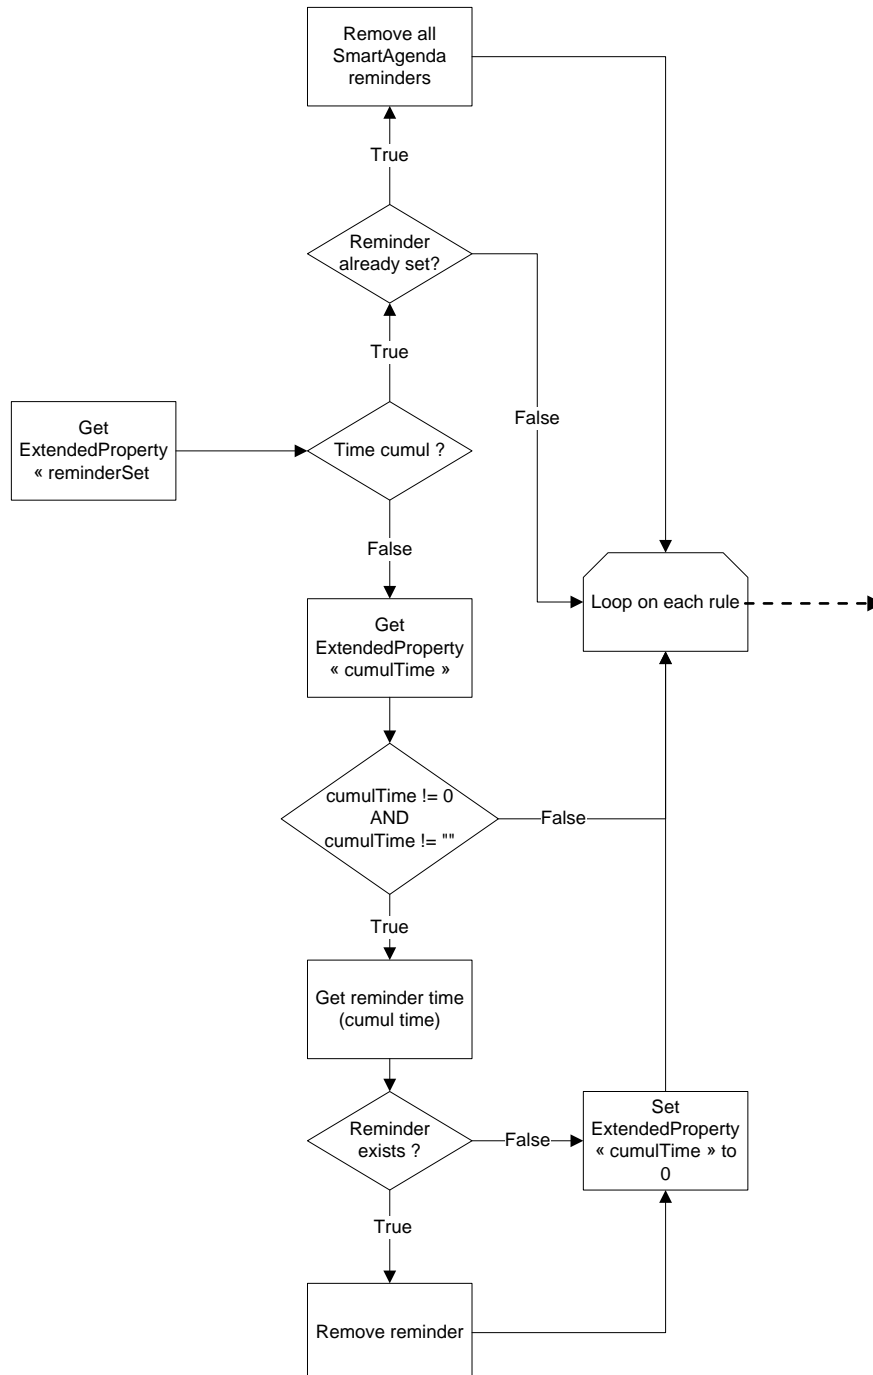 Remove all
SmartAgenda
reminders
True
Reminder
already set?
True
False
Get
ExtendedProperty
« reminderSet
Time cumul ?
False
Loop on each rule
Get
ExtendedProperty
« cumulTime »
cumulTime != 0
AND
cumulTime != ""
False
True
Get reminder time
(cumul time)
Reminder
exists ?
False
Set
ExtendedProperty
« cumulTime » to
0
True
Remove reminder